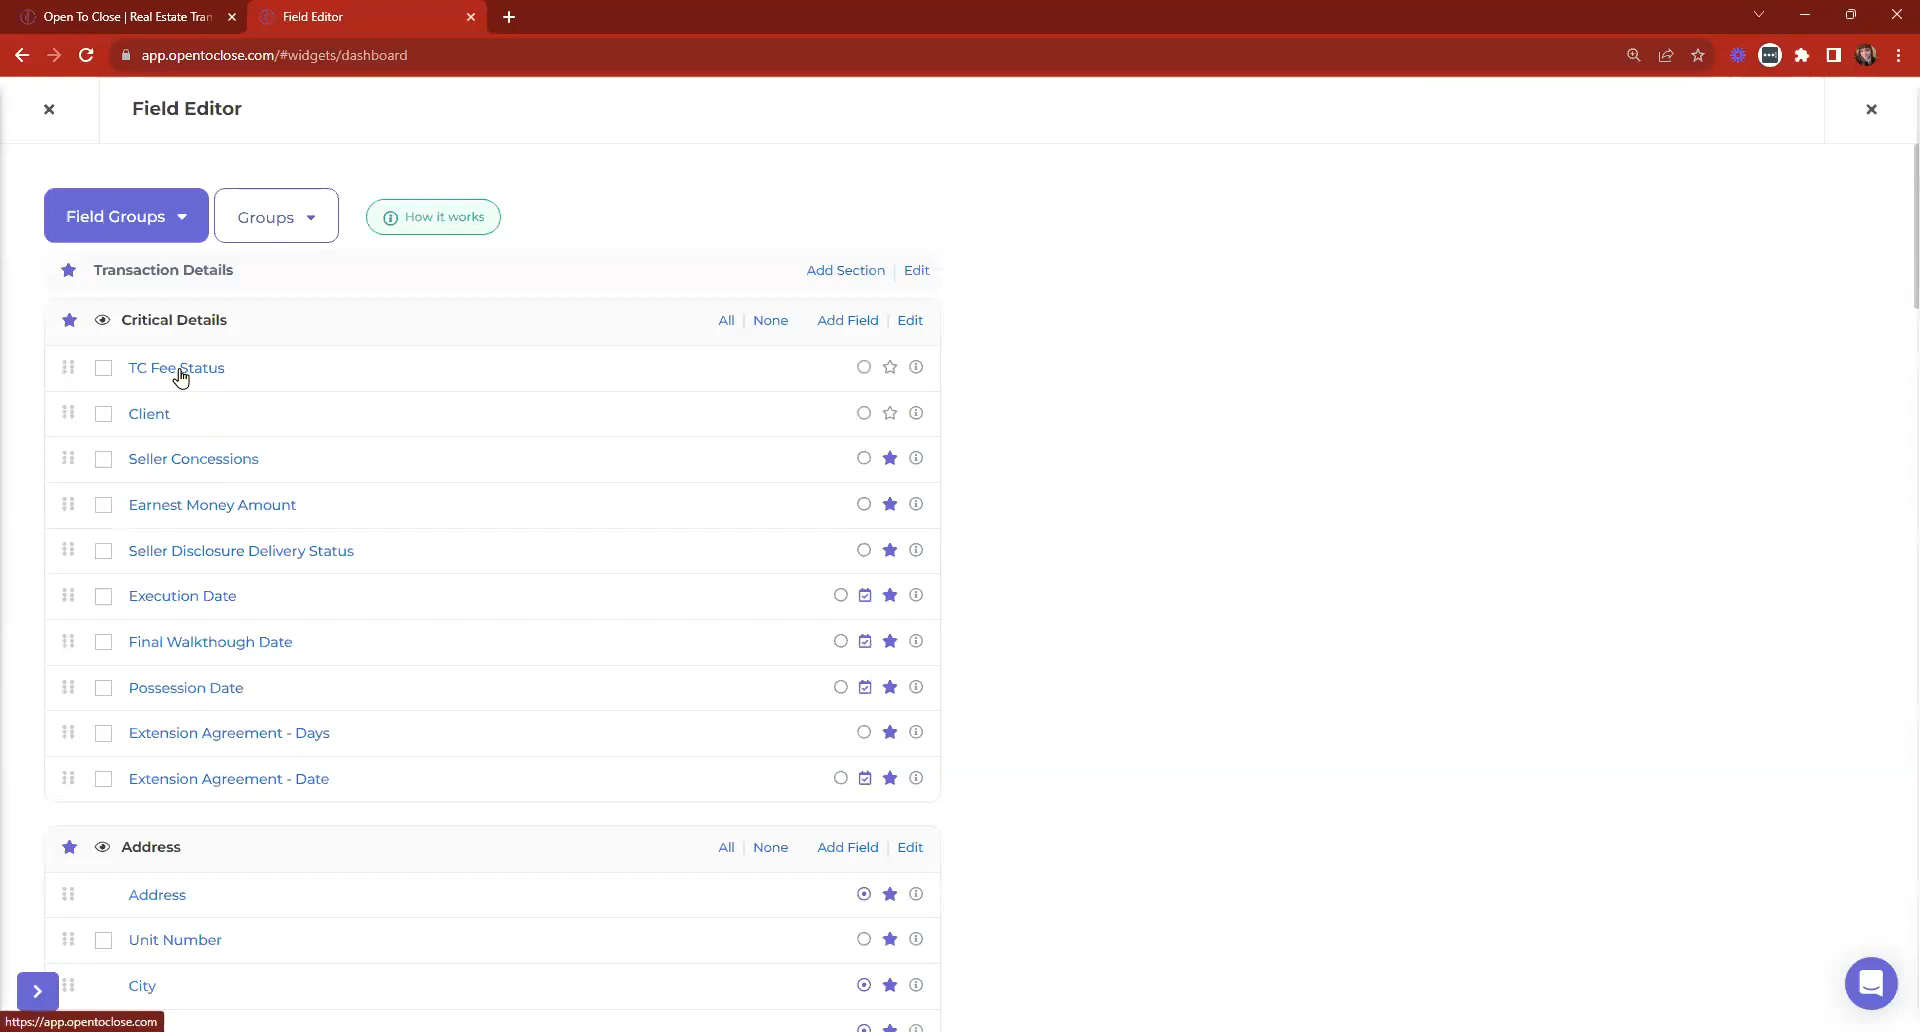 Open To Close | Real Estate Tran
Field Editor
app.opentoclose.com/#widgets/dashboard
Field Editor
Field Groups
Groups
How it works
Transaction Details
Add Section | Edit
Critical Details
All | None Add Field | Edit
TC Fee Status
Client
Seller Concessions
Earnest Money Amount
Seller Disclosure Delivery Status
Execution Date
Final Walkthough Date
Possession Date
Extension Agreement - Days
Extension Agreement - Date
Address
All | None Add Field | Edit
Address
Unit Number
City
https://app.opentoclose.com